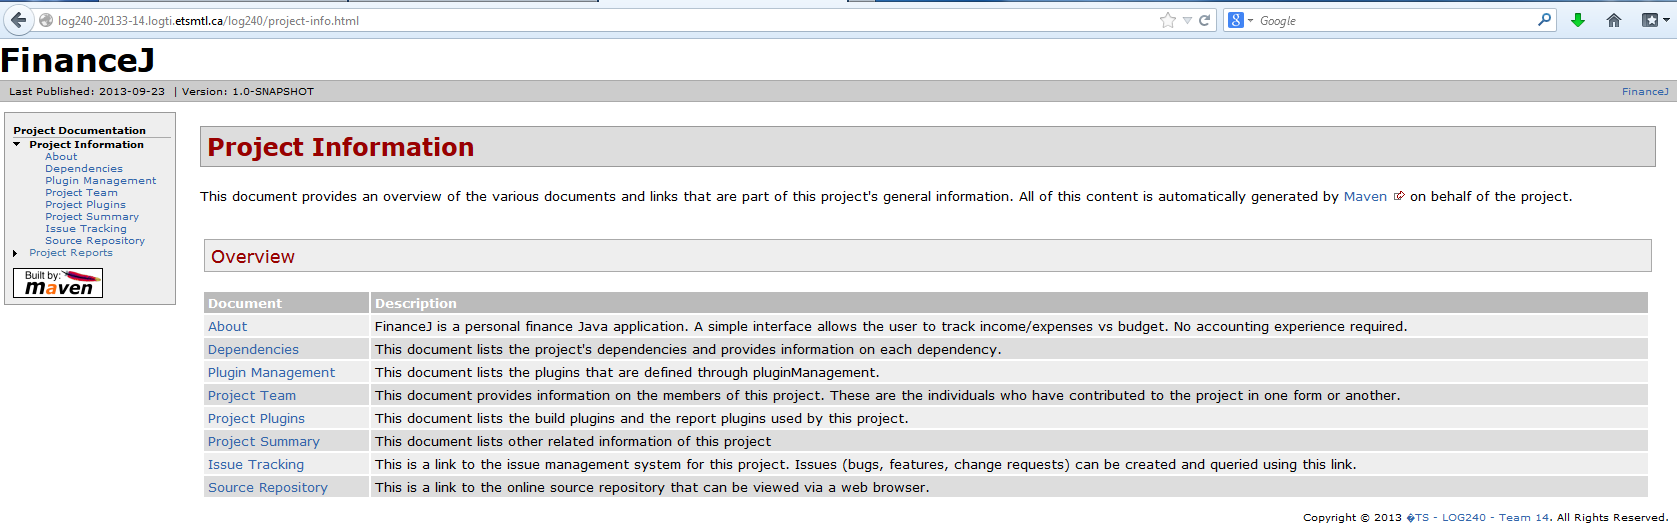 log240-20133-14.logti.etsmtl.ca/log240/project-info.html
Google
FinanceJ
Last Published: 2013-09-23 | Version: 1.0-SNAPSHOT
FinanceJ
Project Documentation
Project Information
About
Dependencies
Plugin Management
Project Team
Project Plugins
Project Summary
Issue Tracking
Source Repository
Project Reports
Built by:
maven
Project Information
This document provides an overview of the various documents and links that are part of this project's general information. All of this content is automatically generated by Maven on behalf of the project.
Overview
Document Description
About FinanceJ is a personal finance Java application. A simple interface allows the user to track income/expenses vs budget. No accounting experience required.
Dependencies This document lists the project's dependencies and provides information on each dependency.
Plugin Management This document lists the plugins that are defined through pluginManagement.
Project Team This document provides information on the members of this project. These are the individuals who have contributed to the project in one form or another.
Project Plugins This document lists the build plugins and the report plugins used by this project.
Project Summary This document lists other related information of this project
Issue Tracking This is a link to the issue management system for this project. Issues (bugs, features, change requests) can be created and queried using this link.
Source Repository This is a link to the online source repository that can be viewed via a web browser.
Copyright © 2013 �TS - LOG240 - Team 14. All Rights Reserved.